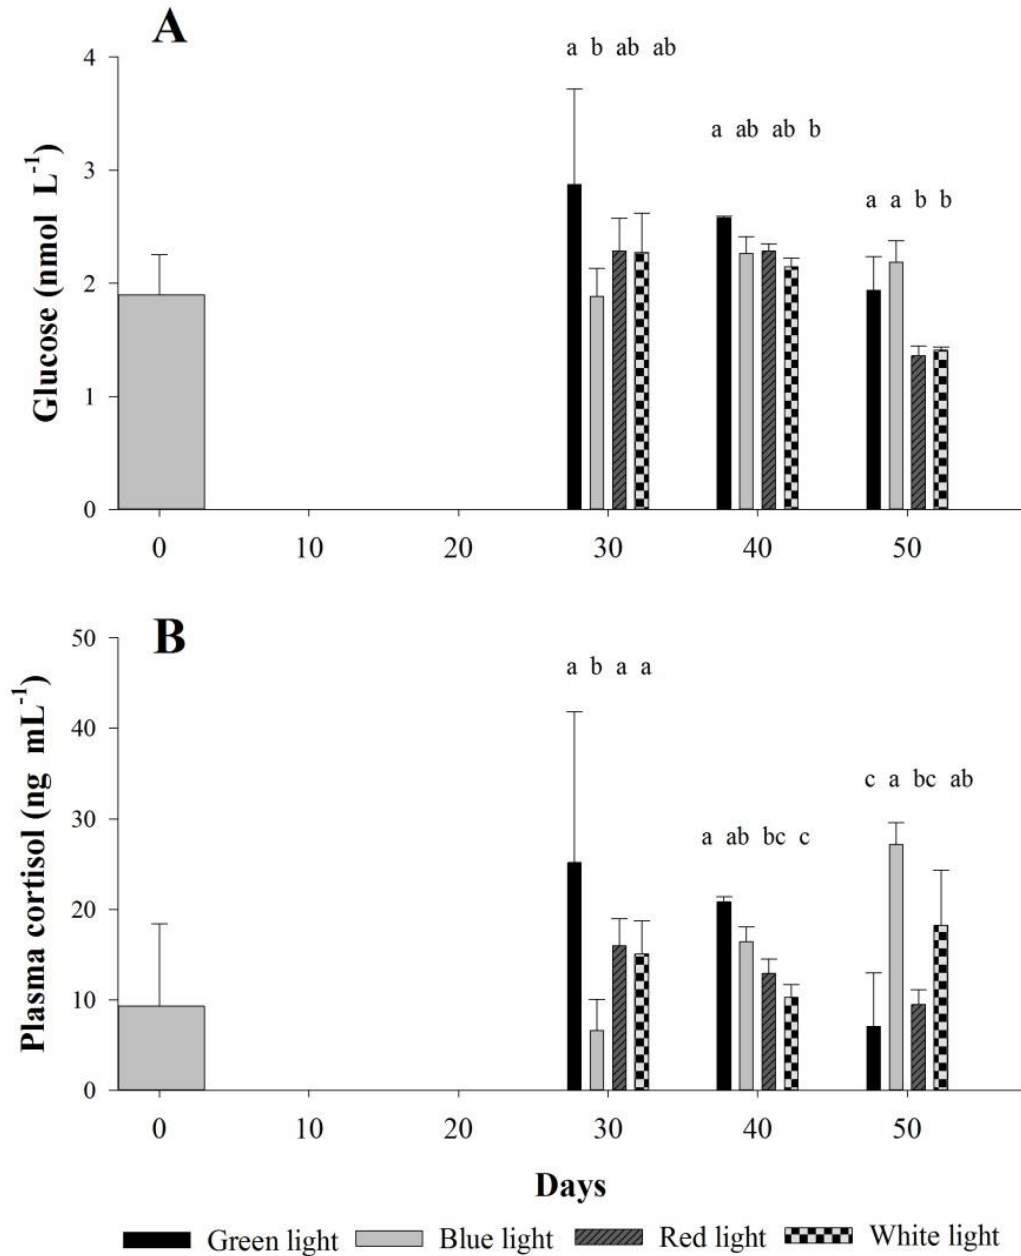 A
Glucose (nmol L⁻¹)
4
3
2
1
0
a b ab ab
a ab ab b
a a b b
0 10 20 30 40 50
B
Plasma cortisol (ng mL⁻¹)
50
40
30
20
10
0
a b a a
a ab bc c
c a bc ab
0 10 20 30 40 50
Days
Green light Blue light Red light White light